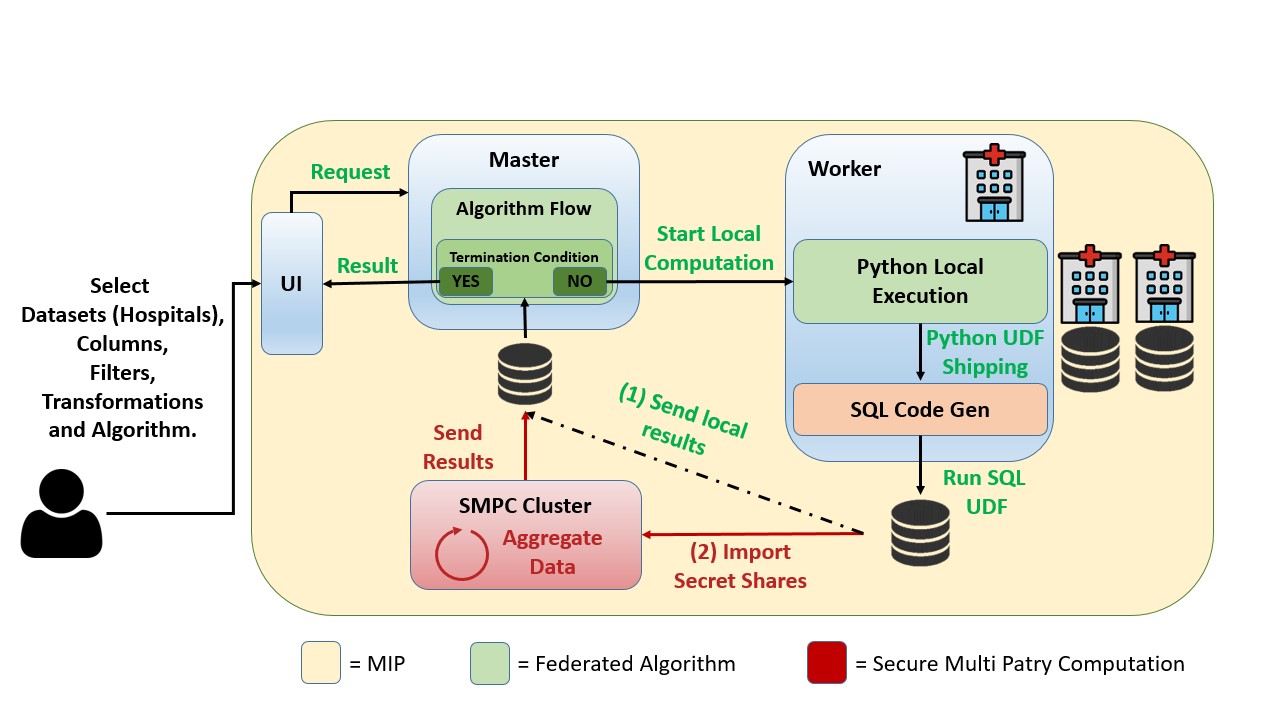 Select
Datasets (Hospitals),
Columns,
Filters,
Transformations
and Algorithm.
UI
Request
Result
Master
Algorithm Flow
Termination Condition
YES
NO
Start Local
Computation
Worker
Python Local
Execution
Python UDF
Shipping
SQL Code Gen
Run SQL
UDF
(1) Send local
results
(2) Import
Secret Shares
Send
Results
SMPC Cluster
Aggregate
Data
= MIP
= Federated Algorithm
= Secure Multi Patry Computation